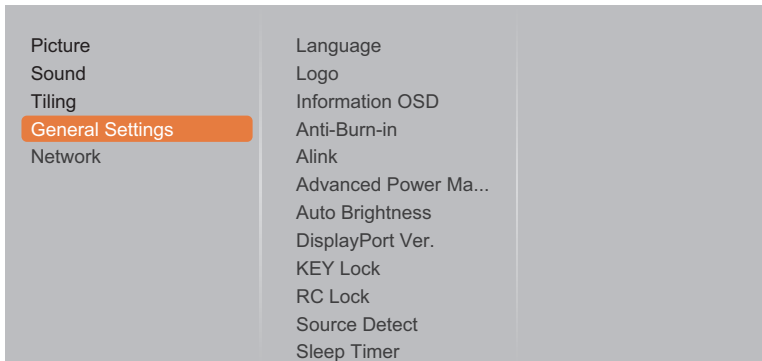 Picture
Sound
Tiling
General Settings
Network
Language
Logo
Information OSD
Anti-Burn-in
Alink
Advanced Power Ma...
Auto Brightness
DisplayPort Ver.
KEY Lock
RC Lock
Source Detect
Sleep Timer